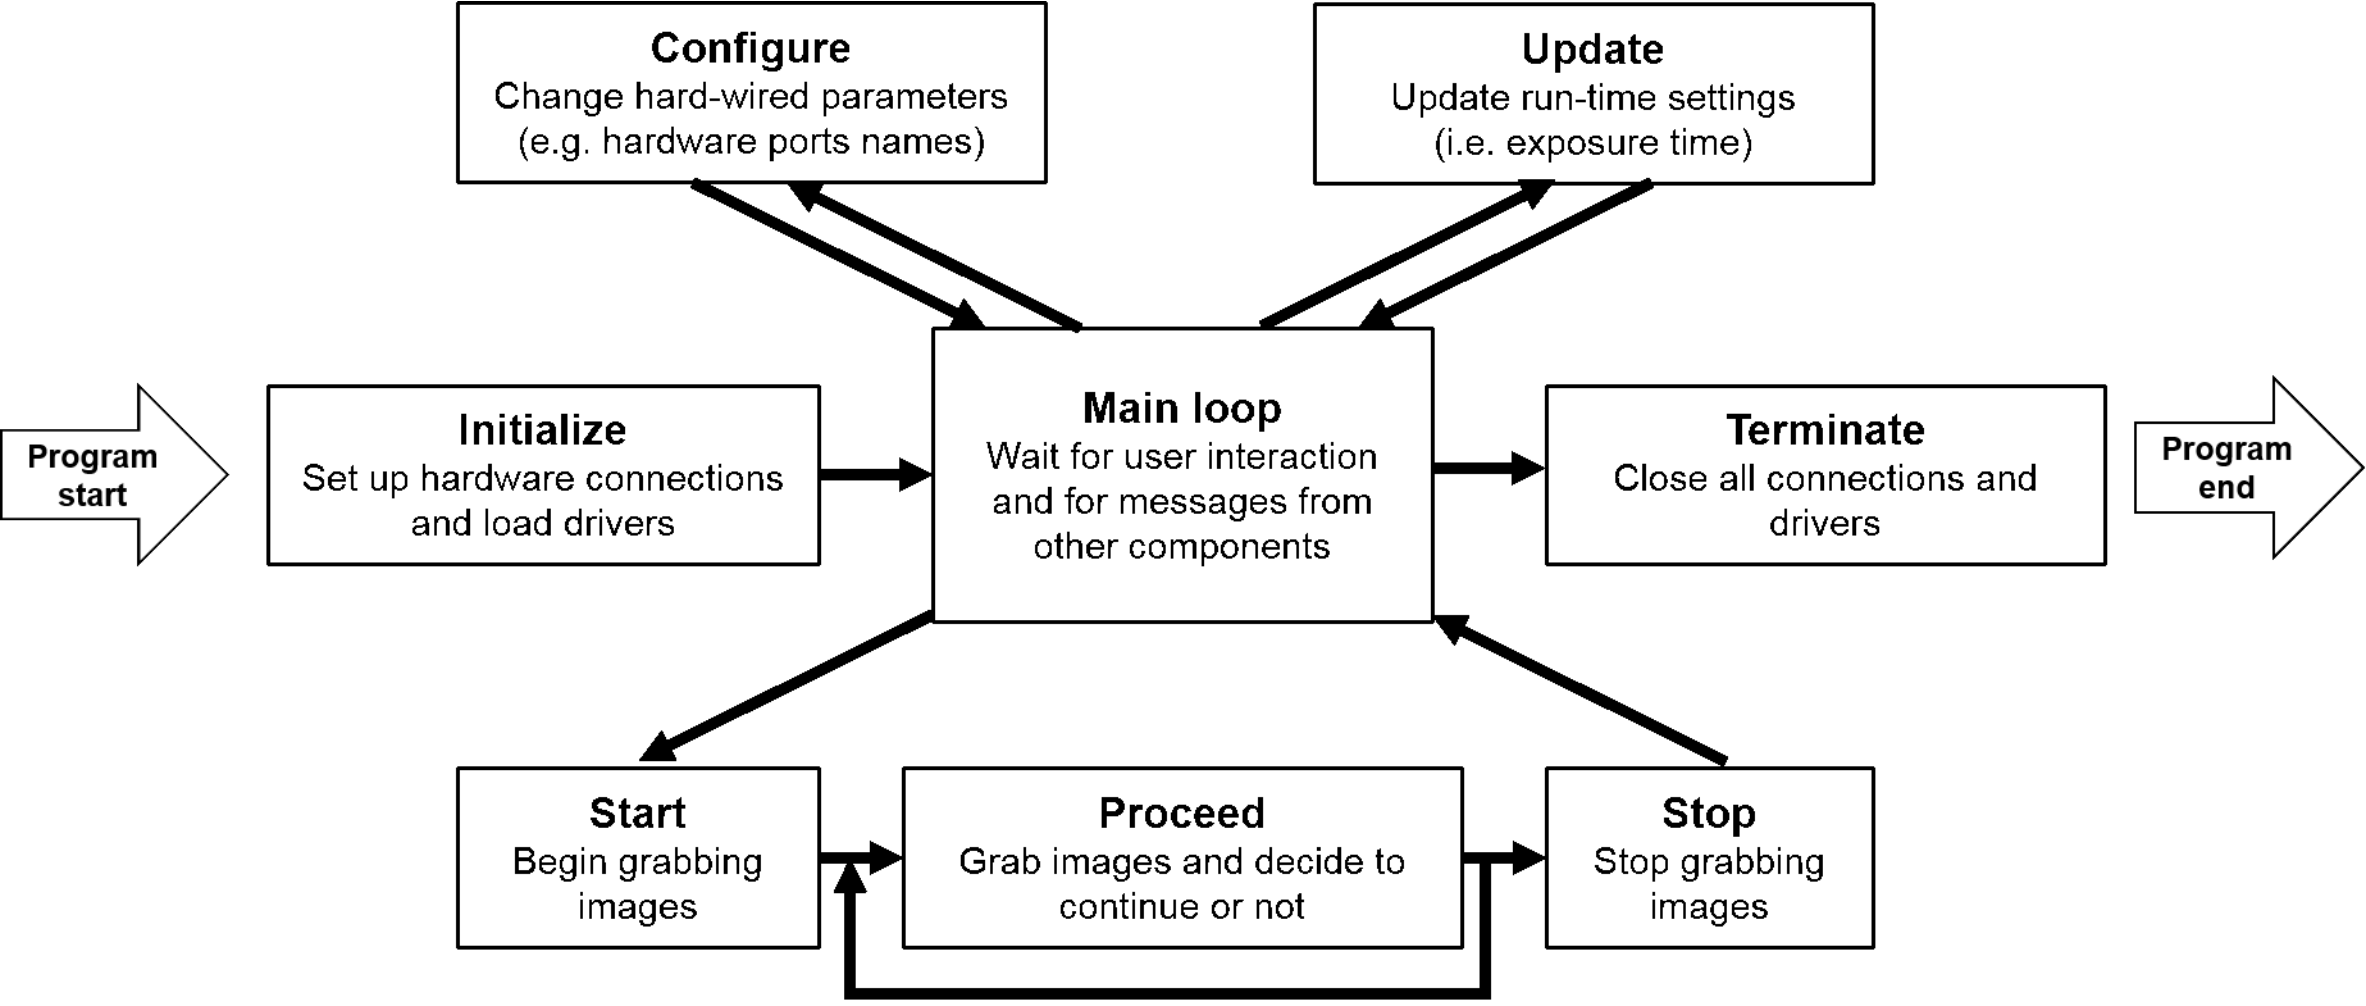 Configure
Change hard-wired parameters
(e.g. hardware ports names)
Update
Update run-time settings
(i.e. exposure time)
Program
start
Initialize
Set up hardware connections
and load drivers
Main loop
Wait for user interaction
and for messages from
other components
Terminate
Close all connections and
drivers
Program
end
Start
Begin grabbing
images
Proceed
Grab images and decide to
continue or not
Stop
Stop grabbing
images